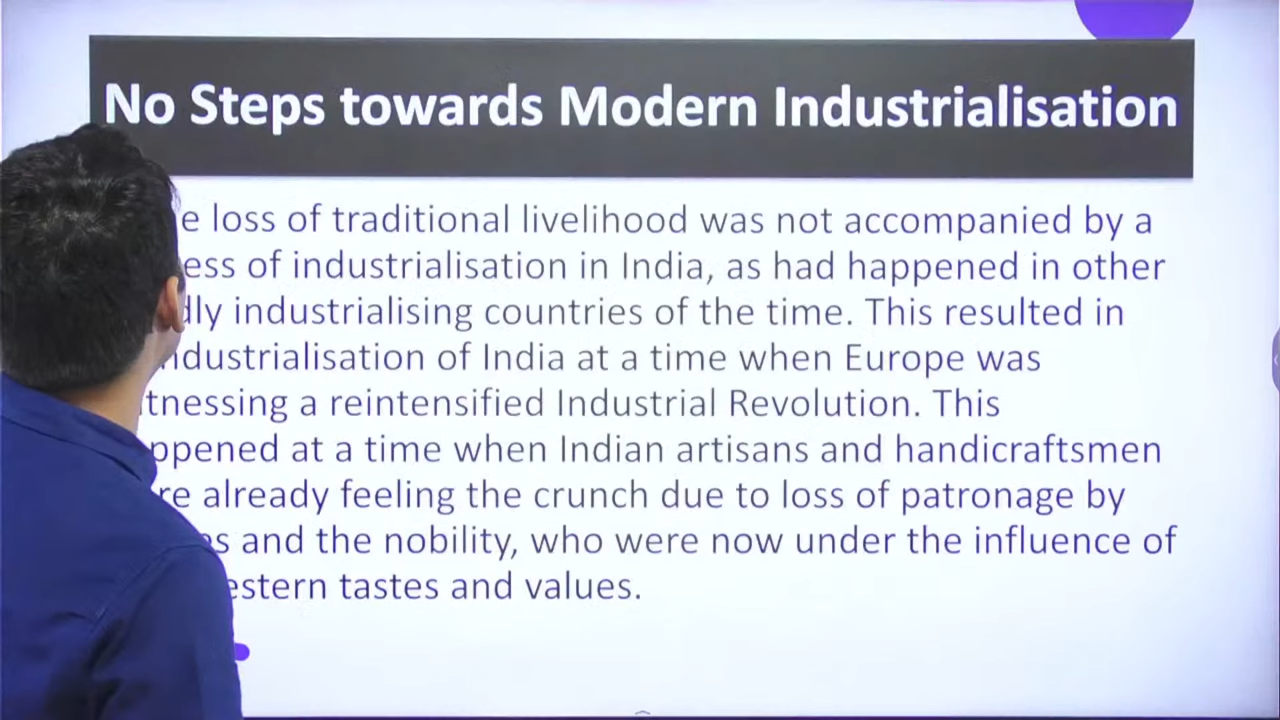 No Steps towards Modern Industrialisation
loss of traditional livelihood was not accompanied by a
of industrialisation in India, as had happened in other
industrialising countries of the time. This resulted in
of India at a time when Europe was
a reintensified Industrial Revolution. This
at a time when Indian artisans and handicraftsmen
already feeling the crunch due to loss of patronage by
and the nobility, who were now under the influence of
tastes and values.